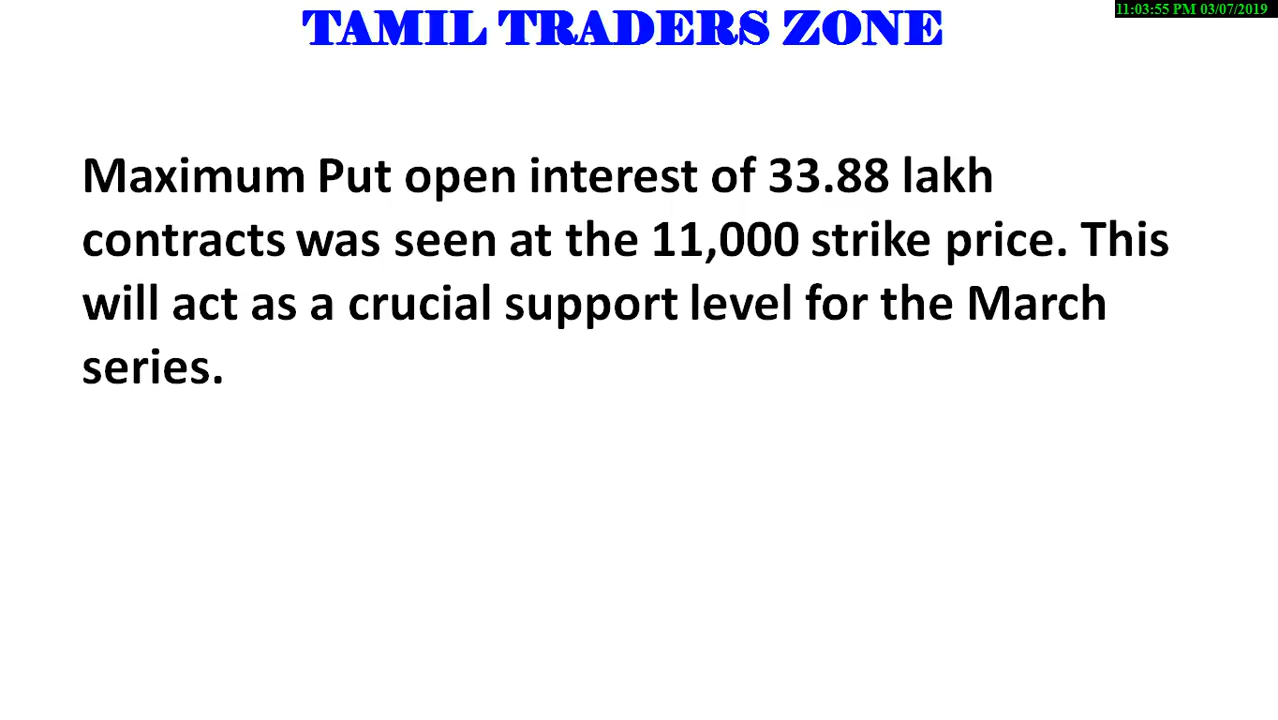 TAMIL TRADERS ZONE
11:03:55 PM 03/07/2019
Maximum Put open interest of 33.88 lakh
contracts was seen at the 11,000 strike price. This
will act as a crucial support level for the March
series.